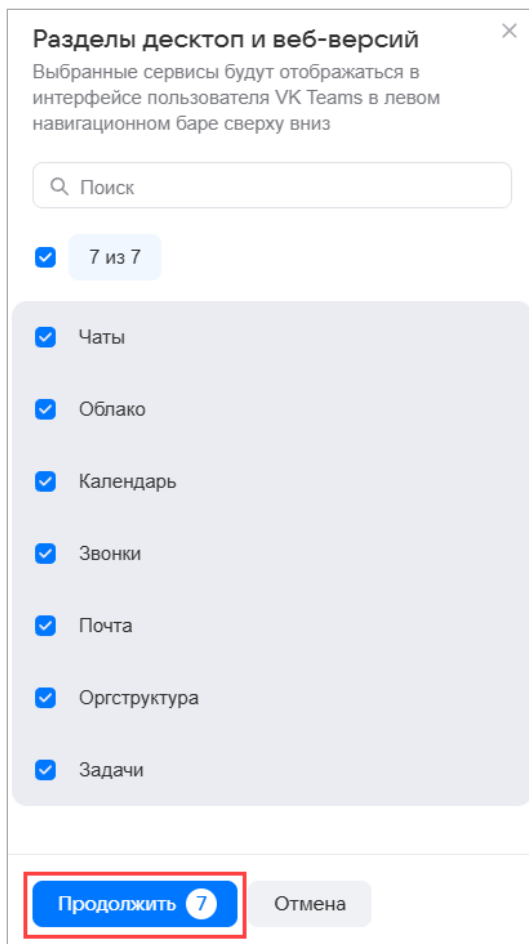 Разделы десктоп и веб-версий
Выбранные сервисы будут отображаться в
интерфейсе пользователя VK Teams в левом
навигационном баре сверху вниз
Поиск
7 из 7
Чаты
Облако
Календарь
Звонки
Почта
Оргструктура
Задачи
Продолжить 7 Отмена